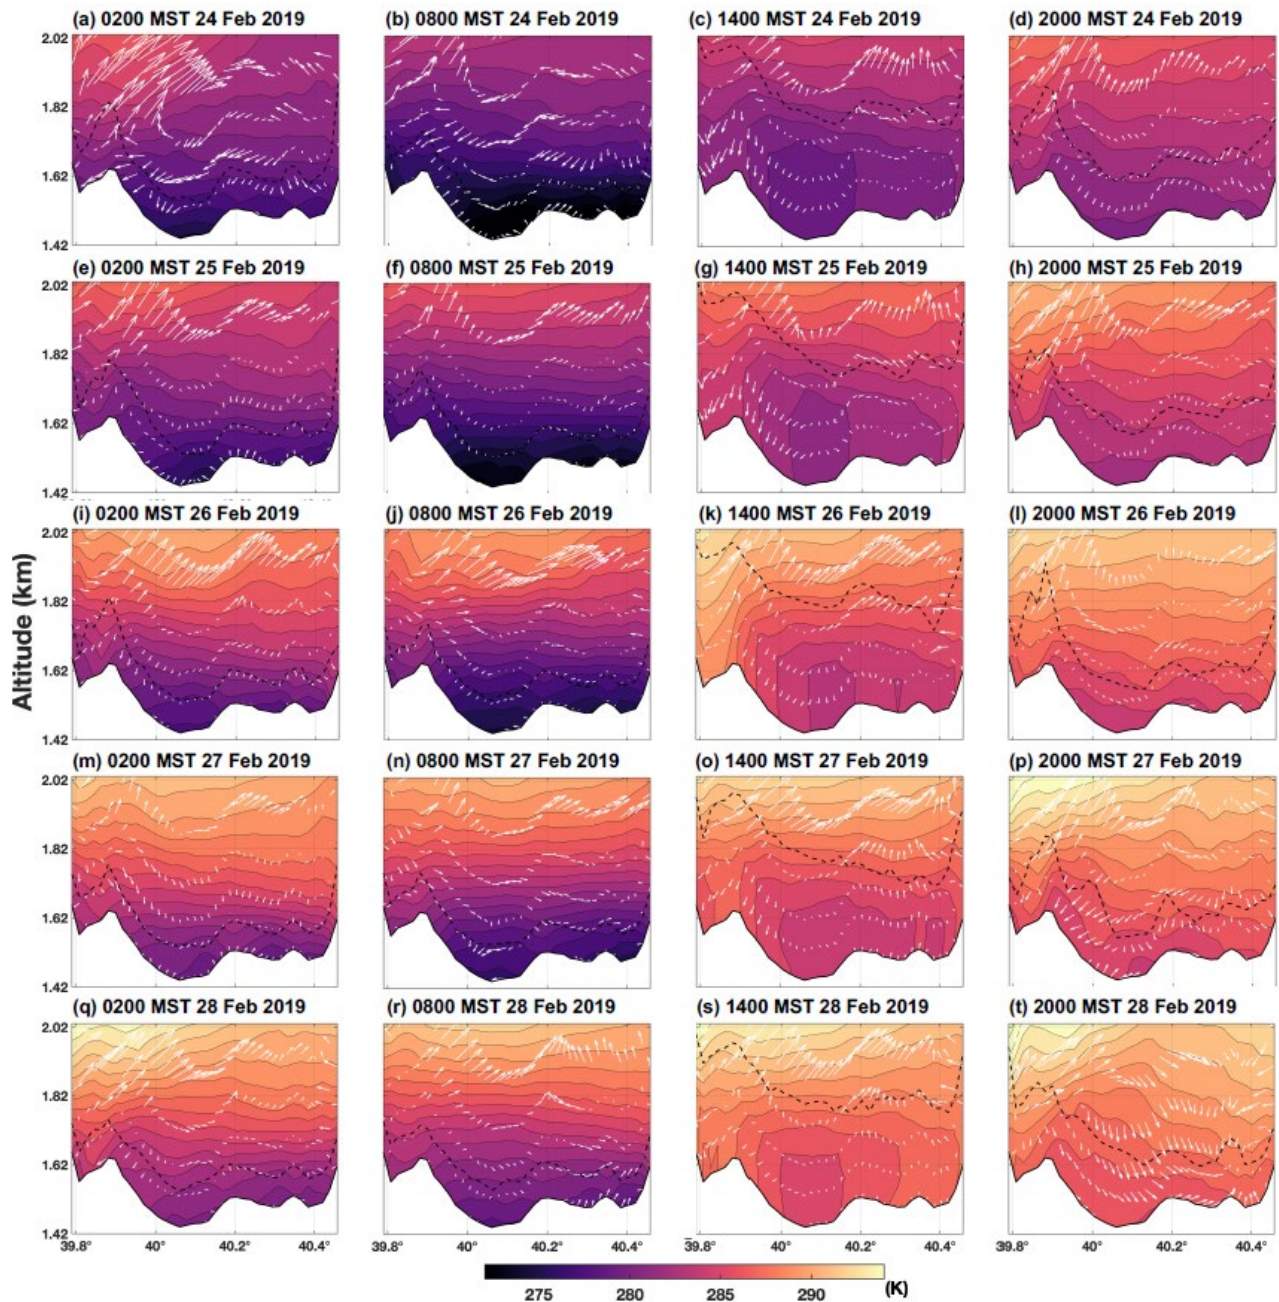 (a) 0200 MST 24 Feb 2019 (b) 0800 MST 24 Feb 2019 (c) 1400 MST 24 Feb 2019 (d) 2000 MST 24 Feb 2019
2.02
1.82
1.62
1.42
(e) 0200 MST 25 Feb 2019 (f) 0800 MST 25 Feb 2019 (g) 1400 MST 25 Feb 2019 (h) 2000 MST 25 Feb 2019
2.02
1.82
1.62
1.42
(i) 0200 MST 26 Feb 2019 (j) 0800 MST 26 Feb 2019 (k) 1400 MST 26 Feb 2019 (l) 2000 MST 26 Feb 2019
Altitude (km)
2.02
1.82
1.62
1.42
(m) 0200 MST 27 Feb 2019 (n) 0800 MST 27 Feb 2019 (o) 1400 MST 27 Feb 2019 (p) 2000 MST 27 Feb 2019
2.02
1.82
1.62
1.42
(q) 0200 MST 28 Feb 2019 (r) 0800 MST 28 Feb 2019 (s) 1400 MST 28 Feb 2019 (t) 2000 MST 28 Feb 2019
2.02
1.82
1.62
1.42
39.8° 40° 40.2° 40.4° 39.8° 40° 40.2° 40.4° 39.8° 40° 40.2° 40.4° 39.8° 40° 40.2° 40.4°
275 280 285 290 (K)